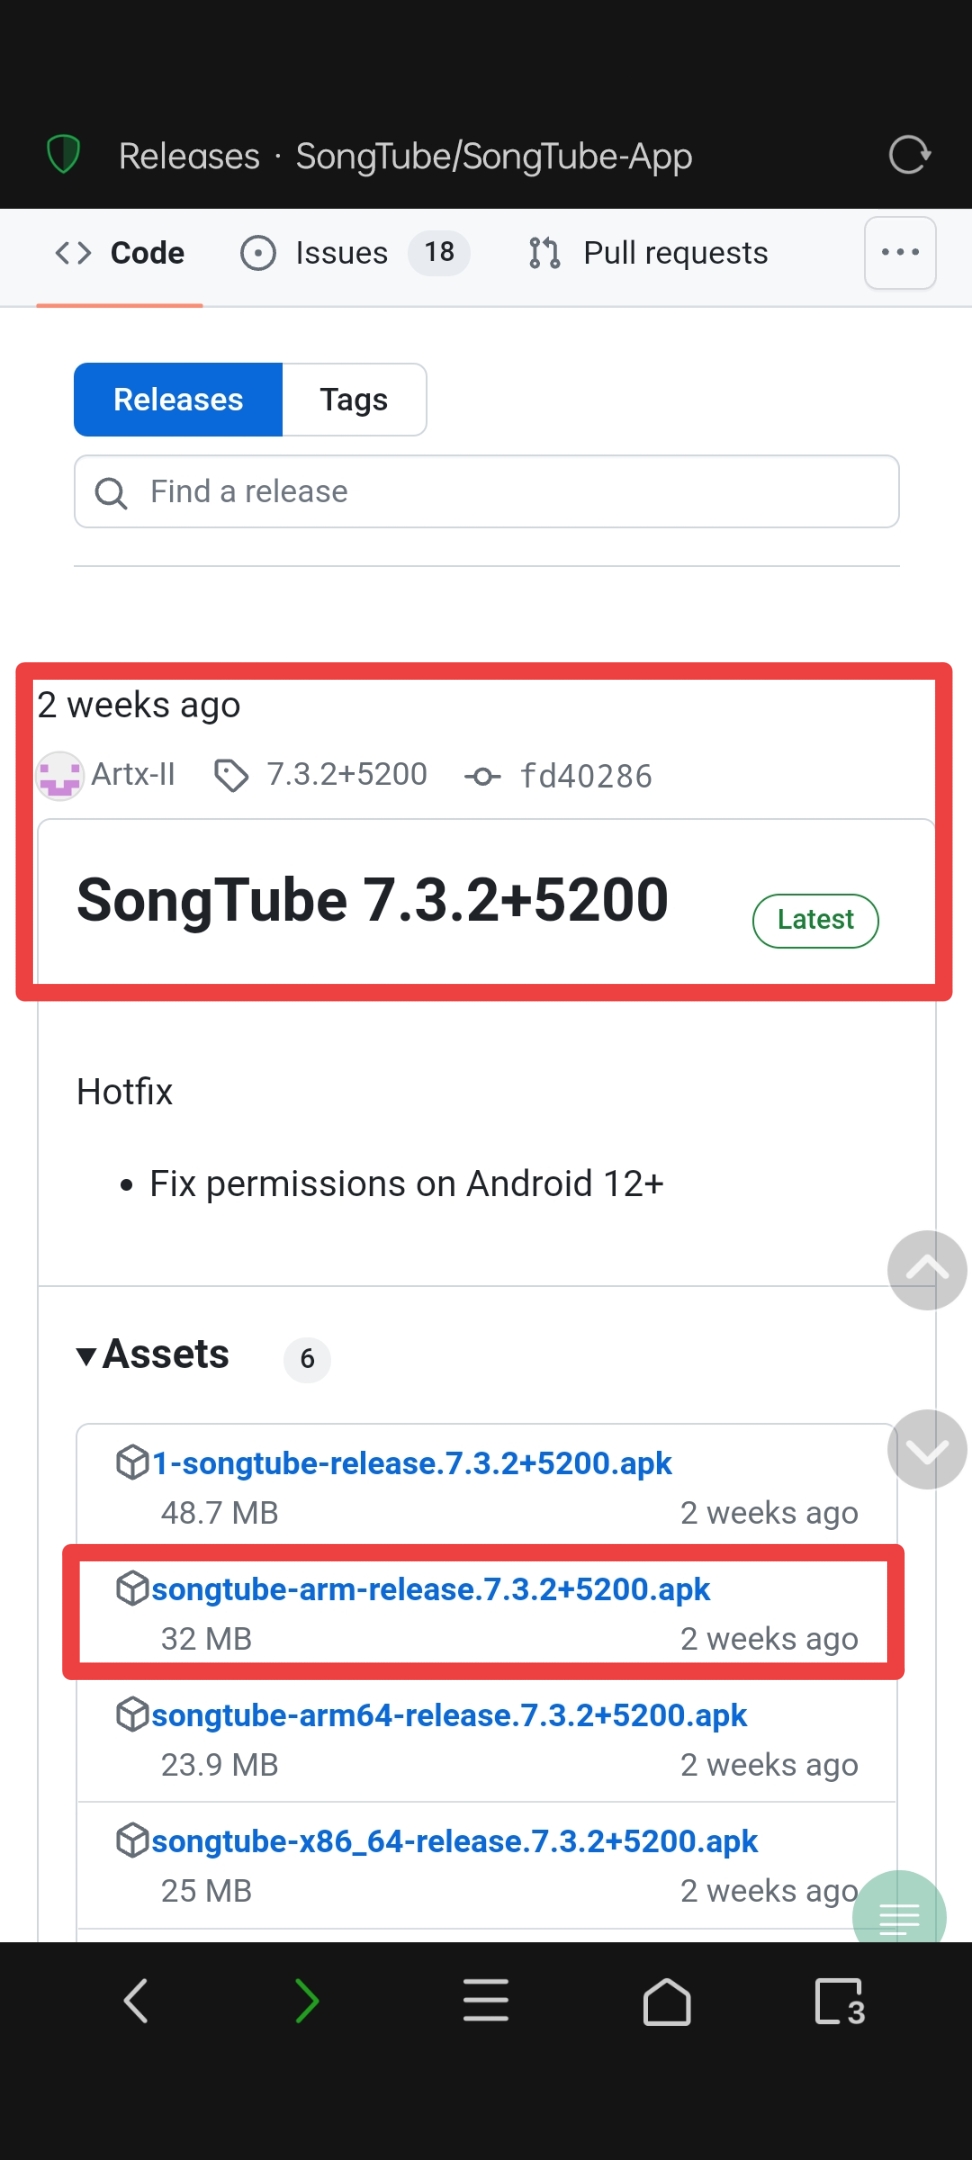 Releases · SongTube/SongTube-App
Code Issues 18 Pull requests
Releases Tags
Find a release
2 weeks ago
Artx-II 7.3.2+5200 fd40286
SongTube 7.3.2+5200 Latest
Hotfix
• Fix permissions on Android 12+
Assets 6
1-songtube-release.7.3.2+5200.apk
48.7 MB 2 weeks ago
songtube-arm-release.7.3.2+5200.apk
32 MB 2 weeks ago
songtube-arm64-release.7.3.2+5200.apk
23.9 MB 2 weeks ago
songtube-x86_64-release.7.3.2+5200.apk
25 MB 2 weeks ago
3